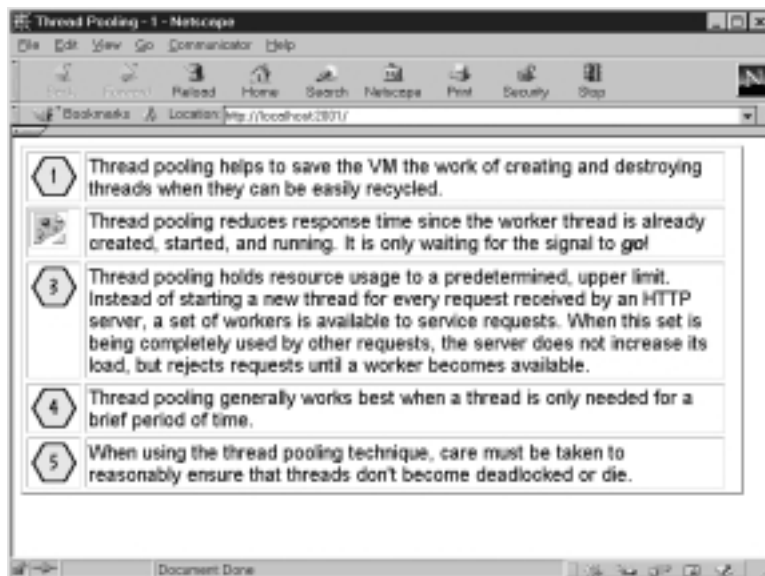 Thread Pooling - 1 - Netscape
File Edit View Go Communicator Help
Back Forward Reload Home Search Netscape Print Security Stop
N
Bookmarks Location: http://localhost:2001/
1
Thread pooling helps to save the VM the work of creating and destroying
threads when they can be easily recycled.
Thread pooling reduces response time since the worker thread is already
created, started, and running. It is only waiting for the signal to go!
3
Thread pooling holds resource usage to a predetermined, upper limit.
Instead of starting a new thread for every request received by an HTTP
server, a set of workers is available to service requests. When this set is
being completely used by other requests, the server does not increase its
load, but rejects requests until a worker becomes available.
4
Thread pooling generally works best when a thread is only needed for a
brief period of time.
5
When using the thread pooling technique, care must be taken to
reasonably ensure that threads don't become deadlocked or die.
Document Done